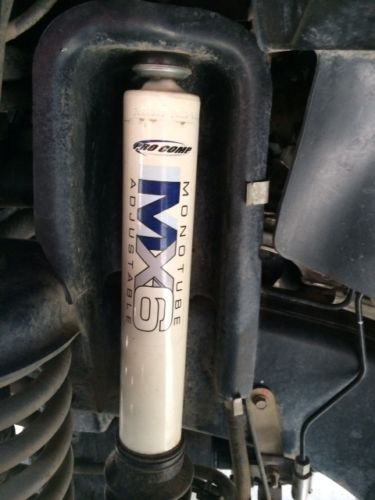 PRO COMP
MONOTUBE
MX6
ADJUSTABLE